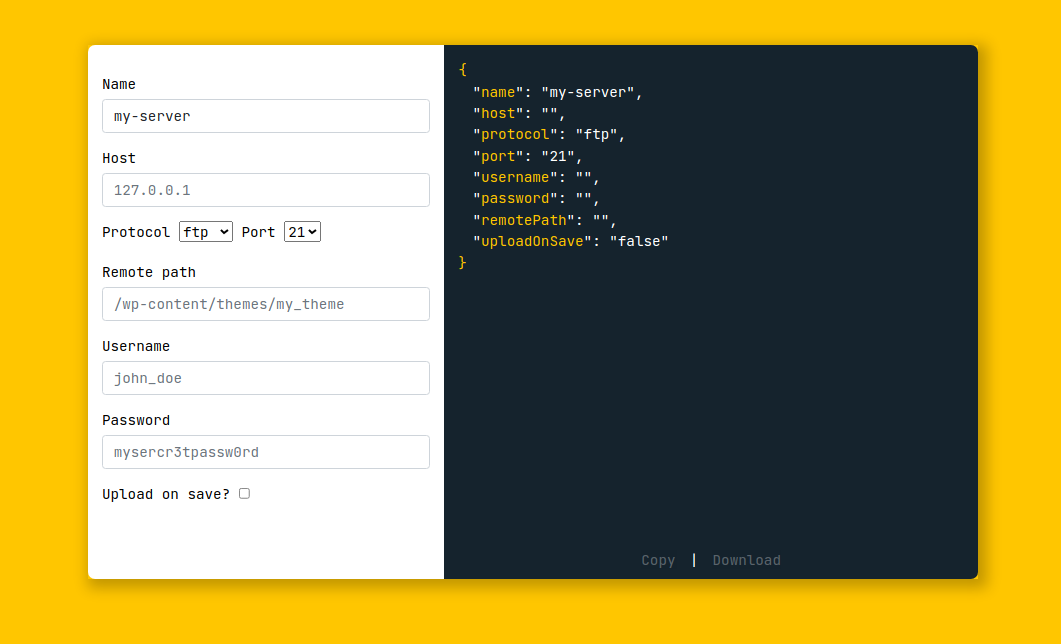 Name
my-server
Host
127.0.0.1
Protocol ftp Port 21
Remote path
/wp-content/themes/my_theme
Username
john_doe
Password
mysercr3tpassw0rd
Upload on save?
{
"name": "my-server",
"host": "",
"protocol": "ftp",
"port": "21",
"username": "",
"password": "",
"remotePath": "",
"uploadOnSave": "false"
}
Copy | Download